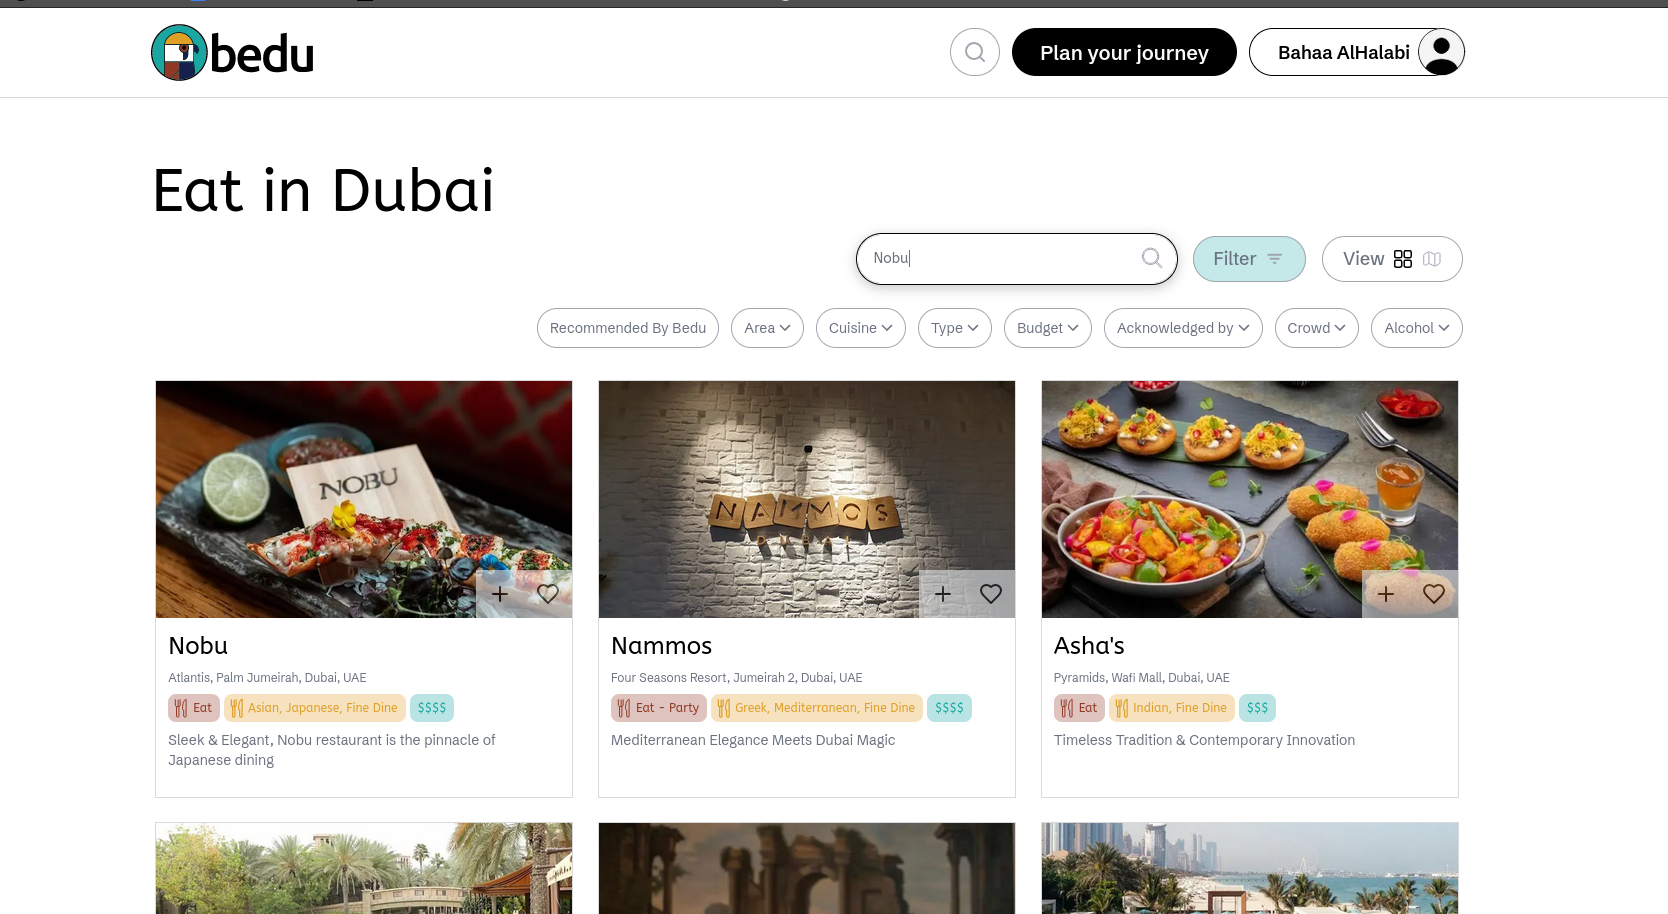 bedu
Plan your journey
Bahaa AlHalabi
Eat in Dubai
Nobu
Filter
View
Recommended By Bedu
Area
Cuisine
Type
Budget
Acknowledged by
Crowd
Alcohol
NOBU
Nobu
Atlantis, Palm Jumeirah, Dubai, UAE
Eat
Asian, Japanese, Fine Dine
$$$$
Sleek & Elegant, Nobu restaurant is the pinnacle of
Japanese dining
NAMMOS
DUBAI
Nammos
Four Seasons Resort, Jumeirah 2, Dubai, UAE
Eat - Party
Greek, Mediterranean, Fine Dine
$$$$
Mediterranean Elegance Meets Dubai Magic
Asha's
Pyramids, Wafi Mall, Dubai, UAE
Eat
Indian, Fine Dine
$$$
Timeless Tradition & Contemporary Innovation